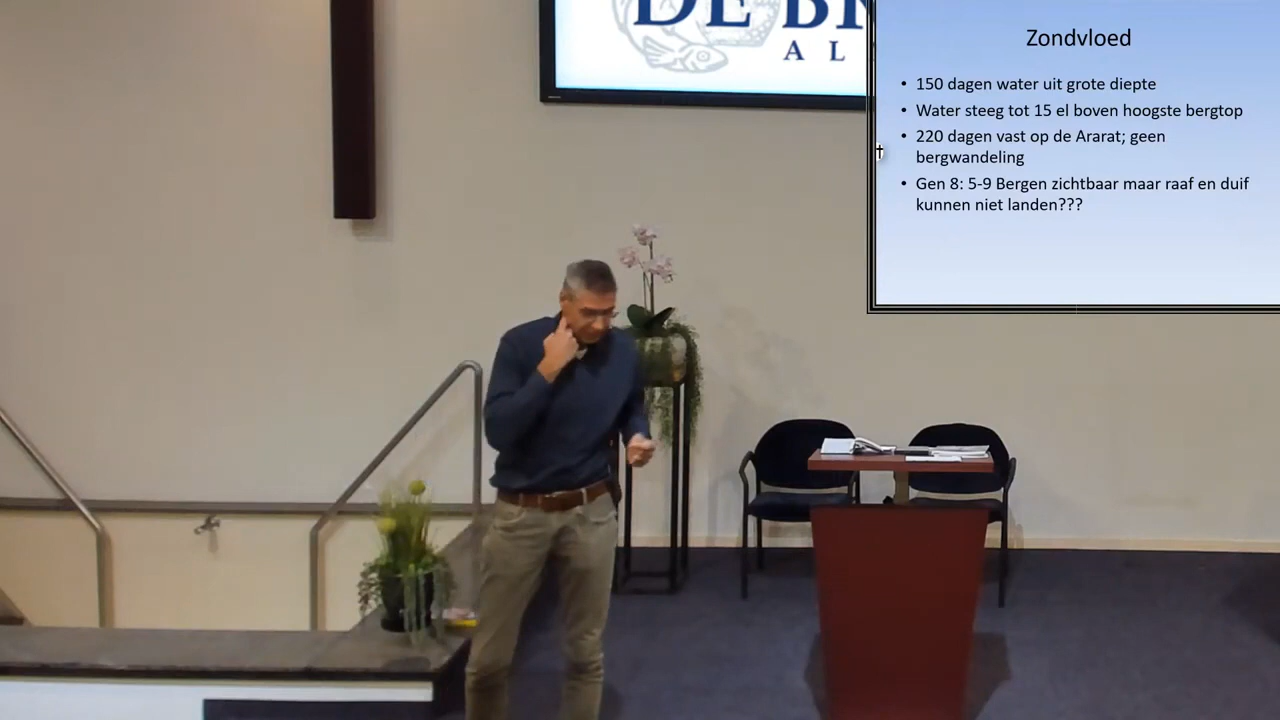 DE
AL
Zondvloed
• 150 dagen water uit grote diepte
• Water steeg tot 15 el boven hoogste bergtop
• 220 dagen vast op de Ararat; geen
bergwandeling
• Gen 8: 5-9 Bergen zichtbaar maar raaf en duif
kunnen niet landen???